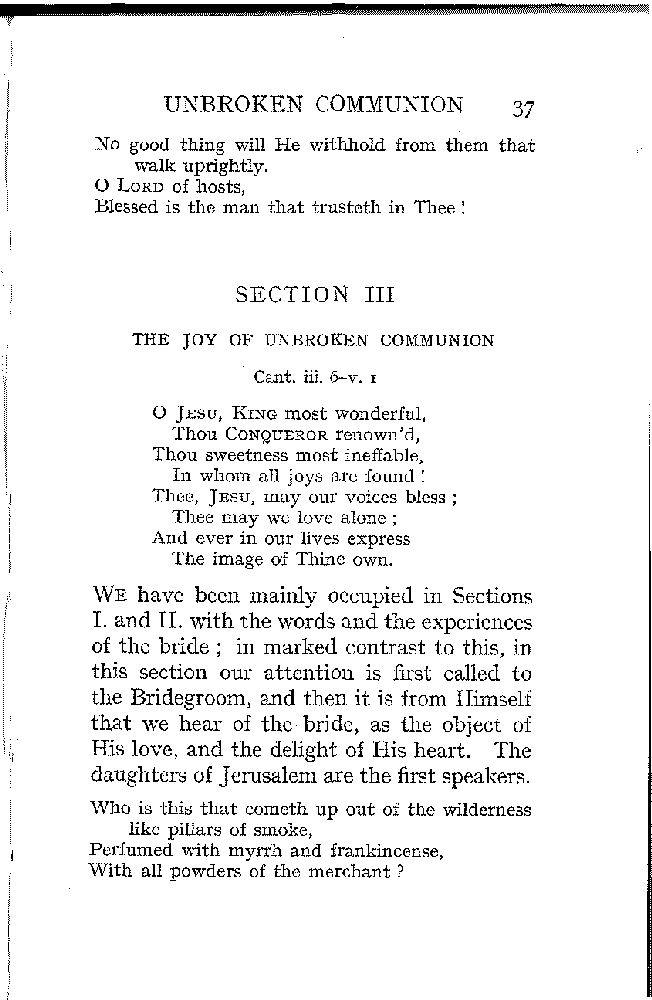 UNBROKEN COMMUNION 37
No good thing will He withhold from them that
walk uprightly.
O LORD of hosts,
Blessed is the man that trusteth in Thee!
SECTION III
THE JOY OF UNBROKEN COMMUNION
Cant. iii. 6–v. 1
O JESU, KING most wonderful,
Thou CONQUEROR renown'd,
Thou sweetness most ineffable,
In whom all joys are found!
Thee, JESU, may our voices bless;
Thee may we love alone;
And ever in our lives express
The image of Thine own.
WE have been mainly occupied in Sections
I. and II. with the words and the experiences
of the bride; in marked contrast to this, in
this section our attention is first called to
the Bridegroom, and then it is from Himself
that we hear of the bride, as the object of
His love, and the delight of His heart. The
daughters of Jerusalem are the first speakers.
Who is this that cometh up out of the wilderness
like pillars of smoke,
Perfumed with myrrh and frankincense,
With all powders of the merchant?